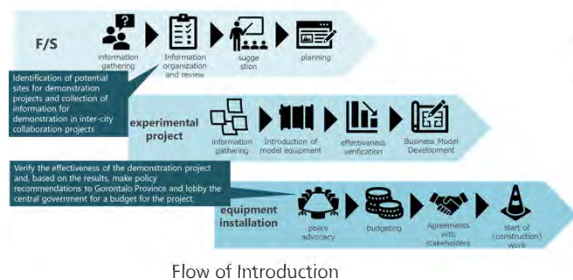 F/S
information
gathering
Information
organization
and review
sugge
stion
planning
Identification of potential
sites for demonstration
projects and collection of
information for
demonstration in inter-city
collaboration projects
experimental
project
information
gathering
Introduction of
model equipment
effectiveness
verification
Business Model
Development
Verify the effectiveness of the demonstration project
and, based on the results, make policy
recommendations to Gorontalo Province and lobby the
central government for a budget for the project.
equipment
installation
policy
advocacy
budgeting
Agreements
with
stakeholders
start of
(construction)
work
Flow of Introduction